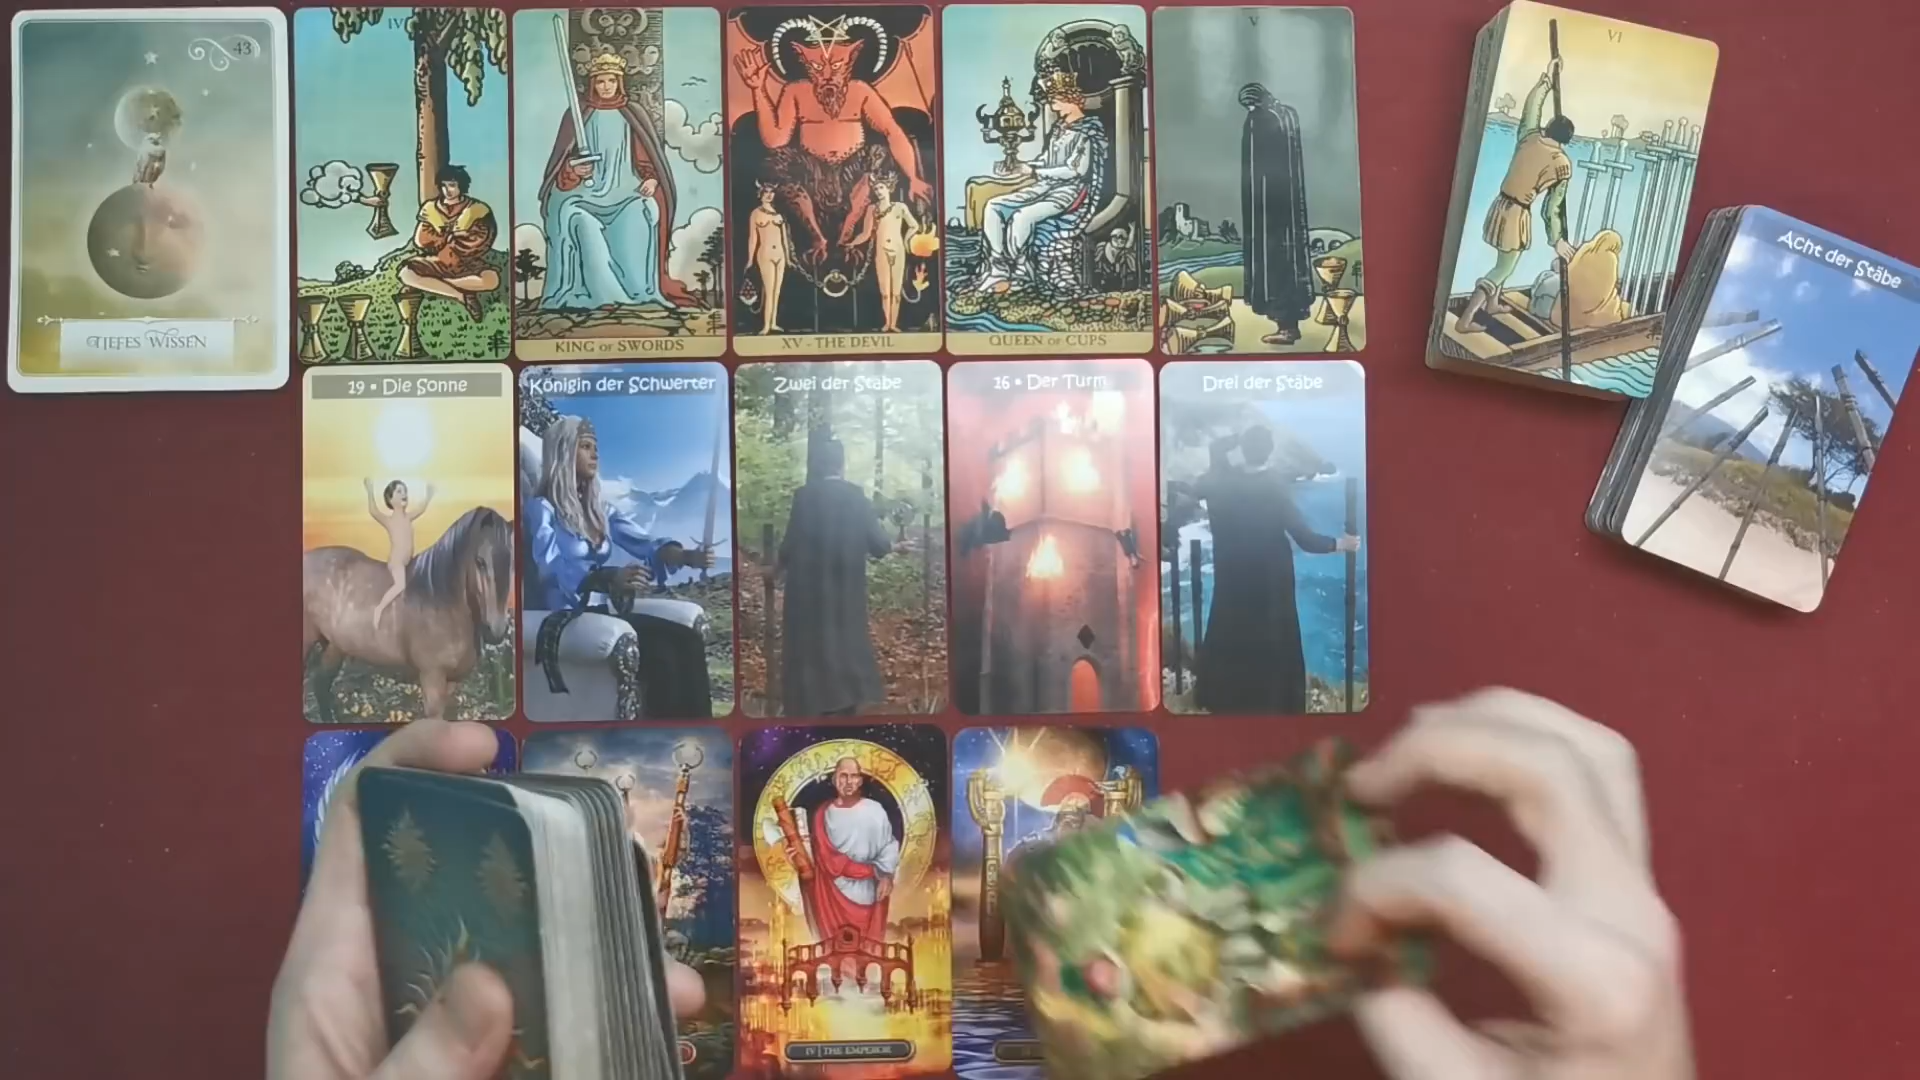 43
TIEFES WISSEN
IV
KING OF SWORDS
XV - THE DEVIL
QUEEN OF CUPS
V
VI
Acht der Stäbe
19 • Die Sonne
Königin der Schwerter
Zwei der Stäbe
16 • Der Turm
Drei der Stäbe
IV | THE EMPEROR